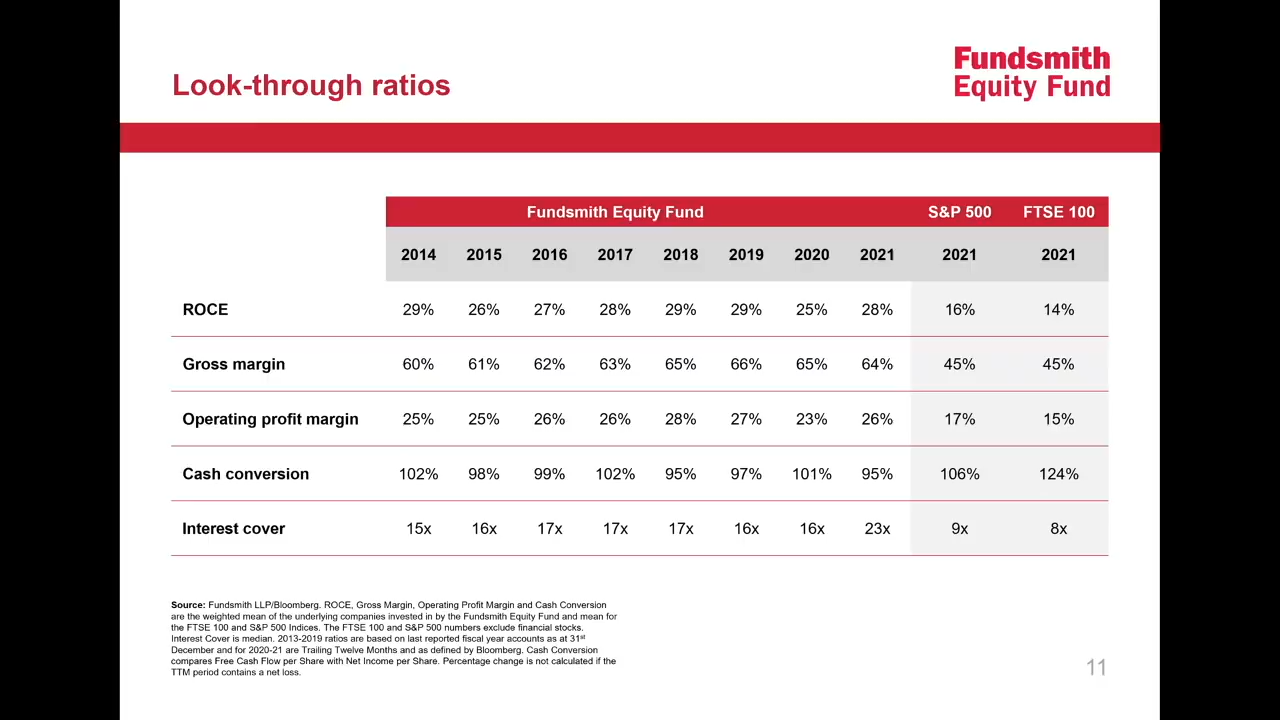 Fundsmith
Equity Fund
Look-through ratios
Fundsmith Equity Fund S&P 500 FTSE 100
2014 2015 2016 2017 2018 2019 2020 2021 2021 2021
ROCE 29% 26% 27% 28% 29% 29% 25% 28% 16% 14%
Gross margin 60% 61% 62% 63% 65% 66% 65% 64% 45% 45%
Operating profit margin 25% 25% 26% 26% 28% 27% 23% 26% 17% 15%
Cash conversion 102% 98% 99% 102% 95% 97% 101% 95% 106% 124%
Interest cover 15x 16x 17x 17x 17x 16x 16x 23x 9x 8x
Source: Fundsmith LLP/Bloomberg. ROCE, Gross Margin, Operating Profit Margin and Cash Conversion
are the weighted mean of the underlying companies invested in by the Fundsmith Equity Fund and mean for
the FTSE 100 and S&P 500 Indices. The FTSE 100 and S&P 500 numbers exclude financial stocks.
Interest Cover is median. 2013-2019 ratios are based on last reported fiscal year accounts as at 31st
December and for 2020-21 are Trailing Twelve Months and as defined by Bloomberg. Cash Conversion
compares Free Cash Flow per Share with Net Income per Share. Percentage change is not calculated if the
TTM period contains a net loss.
11